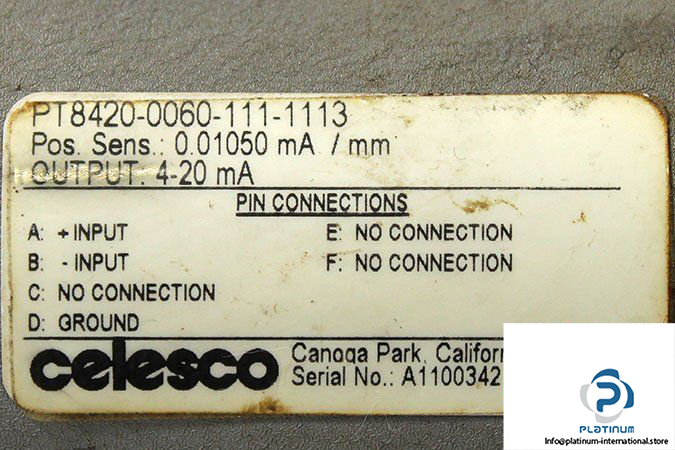 PT8420-0060-111-1113
Pos. Sens.: 0.01050 mA / mm
OUTPUT: 4-20 mA
PIN CONNECTIONS
A: + INPUT E: NO CONNECTION
B: - INPUT F: NO CONNECTION
C: NO CONNECTION
D: GROUND
celesco
Canoga Park, Califor
Serial No.: A1100342
PLATINUM
Info@platinum-international.store